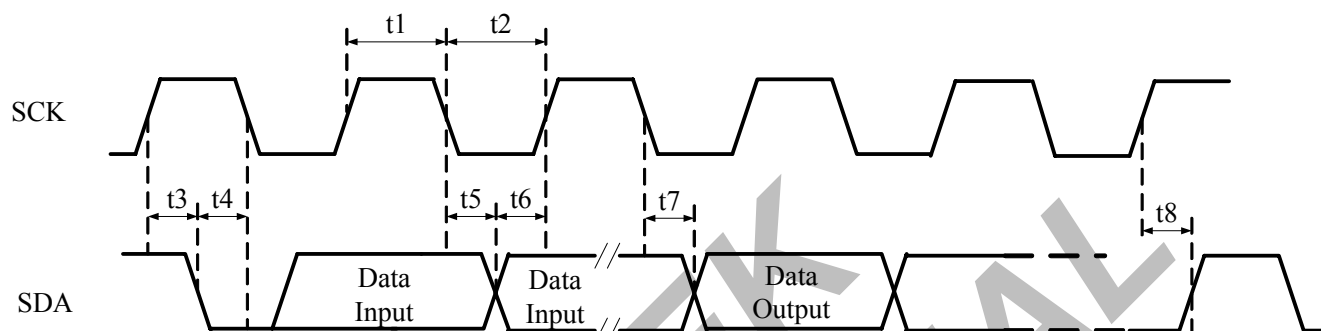 t1 t2
SCK
t3 t4 t5 t6 t7 t8
Data Data Data
SDA Input Input Output